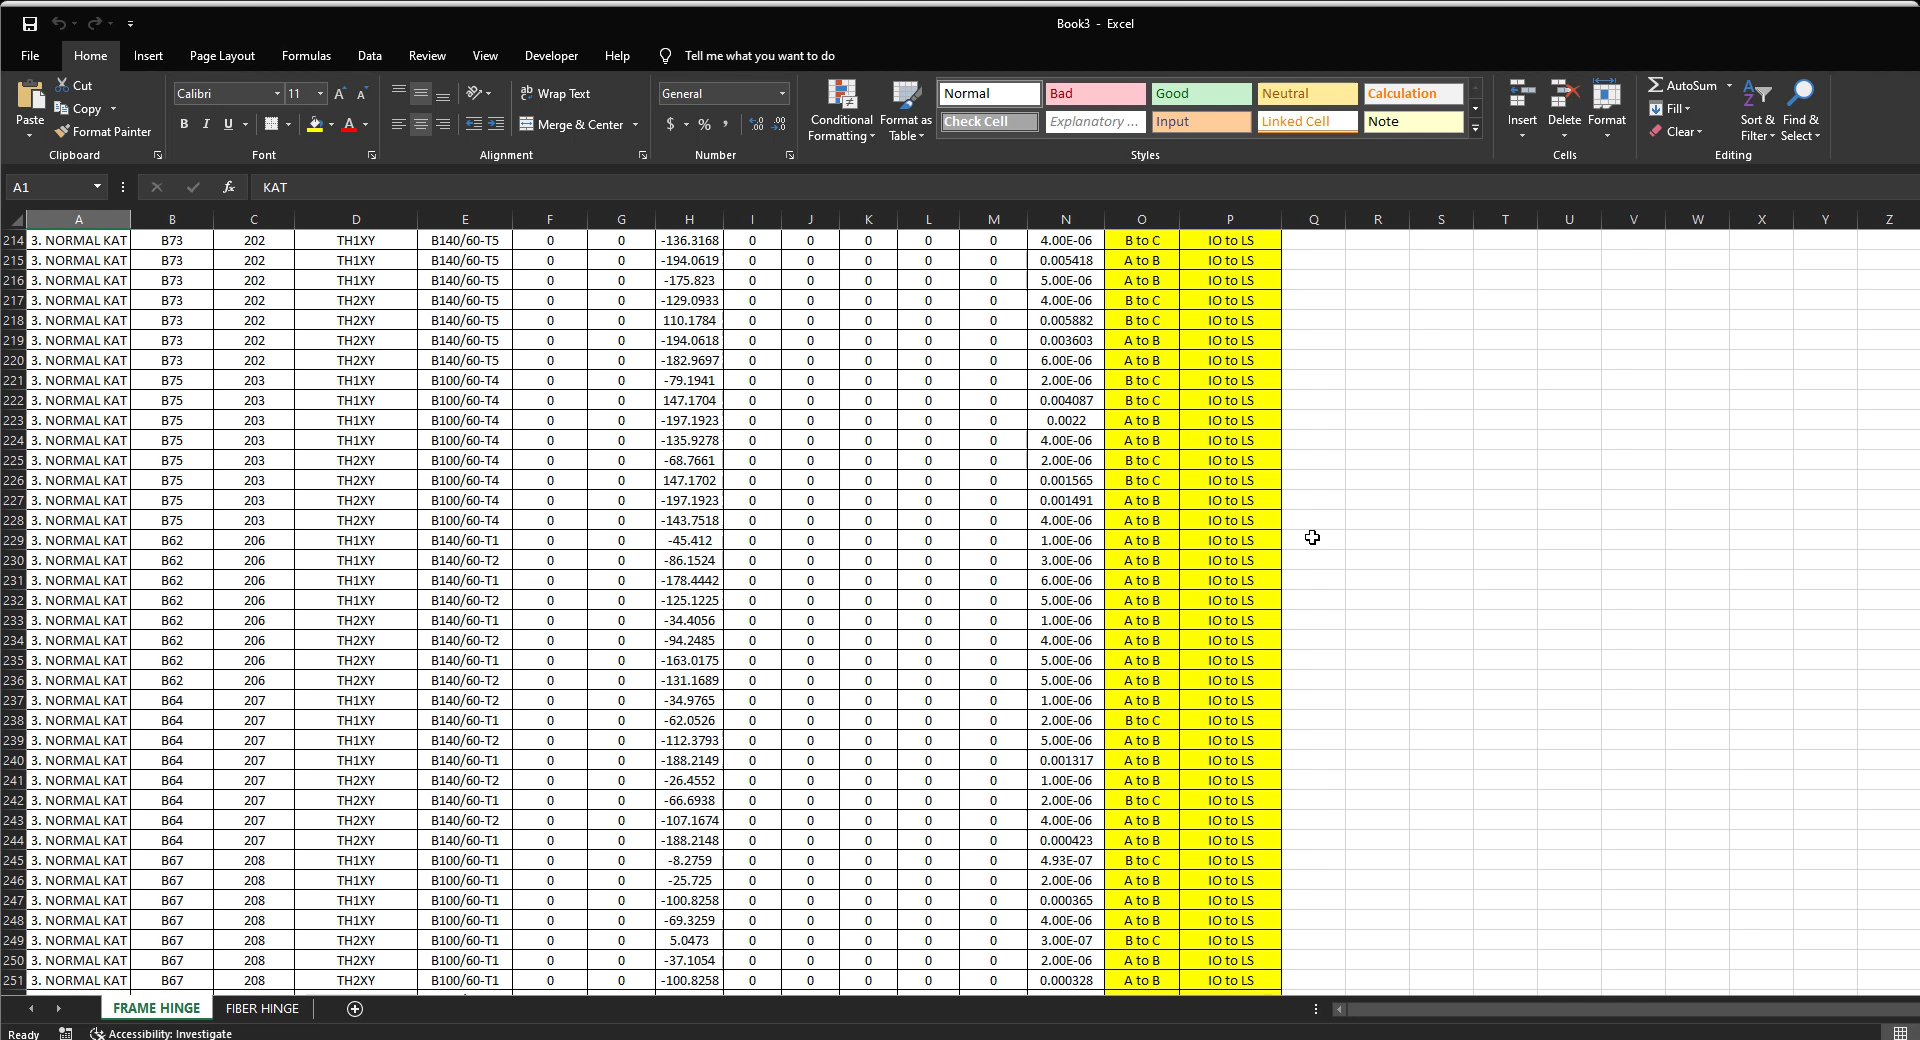 Book3 - Excel
File Home Insert Page Layout Formulas Data Review View Developer Help Tell me what you want to do
Paste Cut Copy Format Painter Clipboard
Calibri 11 A A B I U A Font
ab Wrap Text Merge & Center Alignment
General $ % , Number
Conditional Formatting Format as Table
Normal Bad Good Neutral Calculation
Check Cell Explanatory ... Input Linked Cell Note
Styles
Insert Delete Format Cells
AutoSum Fill Clear Sort & Filter Find & Select Editing
A1 fx KAT
A B C D E F G H I J K L M N O P Q R S T U V W X Y Z
214 3. NORMAL KAT B73 202 TH1XY B140/60-T5 0 0 -136.3168 0 0 0 0 0 4.00E-06 B to C IO to LS
215 3. NORMAL KAT B73 202 TH1XY B140/60-T5 0 0 -194.0619 0 0 0 0 0 0.005418 A to B IO to LS
216 3. NORMAL KAT B73 202 TH1XY B140/60-T5 0 0 -175.823 0 0 0 0 0 5.00E-06 A to B IO to LS
217 3. NORMAL KAT B73 202 TH2XY B140/60-T5 0 0 -129.0933 0 0 0 0 0 4.00E-06 B to C IO to LS
218 3. NORMAL KAT B73 202 TH2XY B140/60-T5 0 0 110.1784 0 0 0 0 0 0.005882 B to C IO to LS
219 3. NORMAL KAT B73 202 TH2XY B140/60-T5 0 0 -194.0618 0 0 0 0 0 0.003603 A to B IO to LS
220 3. NORMAL KAT B73 202 TH2XY B140/60-T5 0 0 -182.9697 0 0 0 0 0 6.00E-06 A to B IO to LS
221 3. NORMAL KAT B75 203 TH1XY B100/60-T4 0 0 -79.1941 0 0 0 0 0 2.00E-06 B to C IO to LS
222 3. NORMAL KAT B75 203 TH1XY B100/60-T4 0 0 147.1704 0 0 0 0 0 0.004087 B to C IO to LS
223 3. NORMAL KAT B75 203 TH1XY B100/60-T4 0 0 -197.1923 0 0 0 0 0 0.0022 A to B IO to LS
224 3. NORMAL KAT B75 203 TH1XY B100/60-T4 0 0 -135.9278 0 0 0 0 0 4.00E-06 A to B IO to LS
225 3. NORMAL KAT B75 203 TH2XY B100/60-T4 0 0 -68.7661 0 0 0 0 0 2.00E-06 B to C IO to LS
226 3. NORMAL KAT B75 203 TH2XY B100/60-T4 0 0 147.1702 0 0 0 0 0 0.001565 B to C IO to LS
227 3. NORMAL KAT B75 203 TH2XY B100/60-T4 0 0 -197.1923 0 0 0 0 0 0.001491 A to B IO to LS
228 3. NORMAL KAT B75 203 TH2XY B100/60-T4 0 0 -143.7518 0 0 0 0 0 4.00E-06 A to B IO to LS
229 3. NORMAL KAT B62 206 TH1XY B140/60-T1 0 0 -45.412 0 0 0 0 0 1.00E-06 A to B IO to LS
230 3. NORMAL KAT B62 206 TH1XY B140/60-T2 0 0 -86.1524 0 0 0 0 0 3.00E-06 A to B IO to LS
231 3. NORMAL KAT B62 206 TH1XY B140/60-T1 0 0 -178.4442 0 0 0 0 0 6.00E-06 A to B IO to LS
232 3. NORMAL KAT B62 206 TH1XY B140/60-T2 0 0 -125.1225 0 0 0 0 0 5.00E-06 A to B IO to LS
233 3. NORMAL KAT B62 206 TH2XY B140/60-T1 0 0 -34.4056 0 0 0 0 0 1.00E-06 A to B IO to LS
234 3. NORMAL KAT B62 206 TH2XY B140/60-T2 0 0 -94.2485 0 0 0 0 0 4.00E-06 A to B IO to LS
235 3. NORMAL KAT B62 206 TH2XY B140/60-T1 0 0 -163.0175 0 0 0 0 0 5.00E-06 A to B IO to LS
236 3. NORMAL KAT B62 206 TH2XY B140/60-T2 0 0 -131.1689 0 0 0 0 0 5.00E-06 A to B IO to LS
237 3. NORMAL KAT B64 207 TH1XY B140/60-T2 0 0 -34.9765 0 0 0 0 0 1.00E-06 A to B IO to LS
238 3. NORMAL KAT B64 207 TH1XY B140/60-T1 0 0 -62.0526 0 0 0 0 0 2.00E-06 B to C IO to LS
239 3. NORMAL KAT B64 207 TH1XY B140/60-T2 0 0 -112.3793 0 0 0 0 0 5.00E-06 A to B IO to LS
240 3. NORMAL KAT B64 207 TH1XY B140/60-T1 0 0 -188.2149 0 0 0 0 0 0.001317 A to B IO to LS
241 3. NORMAL KAT B64 207 TH2XY B140/60-T2 0 0 -26.4552 0 0 0 0 0 1.00E-06 A to B IO to LS
242 3. NORMAL KAT B64 207 TH2XY B140/60-T1 0 0 -66.6938 0 0 0 0 0 2.00E-06 B to C IO to LS
243 3. NORMAL KAT B64 207 TH2XY B140/60-T2 0 0 -107.1674 0 0 0 0 0 4.00E-06 A to B IO to LS
244 3. NORMAL KAT B64 207 TH2XY B140/60-T1 0 0 -188.2148 0 0 0 0 0 0.000423 A to B IO to LS
245 3. NORMAL KAT B67 208 TH1XY B100/60-T1 0 0 -8.2759 0 0 0 0 0 4.93E-07 B to C IO to LS
246 3. NORMAL KAT B67 208 TH1XY B100/60-T1 0 0 -25.725 0 0 0 0 0 2.00E-06 A to B IO to LS
247 3. NORMAL KAT B67 208 TH1XY B100/60-T1 0 0 -100.8258 0 0 0 0 0 0.000365 A to B IO to LS
248 3. NORMAL KAT B67 208 TH1XY B100/60-T1 0 0 -69.3259 0 0 0 0 0 4.00E-06 A to B IO to LS
249 3. NORMAL KAT B67 208 TH2XY B100/60-T1 0 0 5.0473 0 0 0 0 0 3.00E-07 B to C IO to LS
250 3. NORMAL KAT B67 208 TH2XY B100/60-T1 0 0 -37.1054 0 0 0 0 0 2.00E-06 A to B IO to LS
251 3. NORMAL KAT B67 208 TH2XY B100/60-T1 0 0 -100.8258 0 0 0 0 0 0.000328 A to B IO to LS
FRAME HINGE FIBER HINGE
Ready Accessibility: Investigate